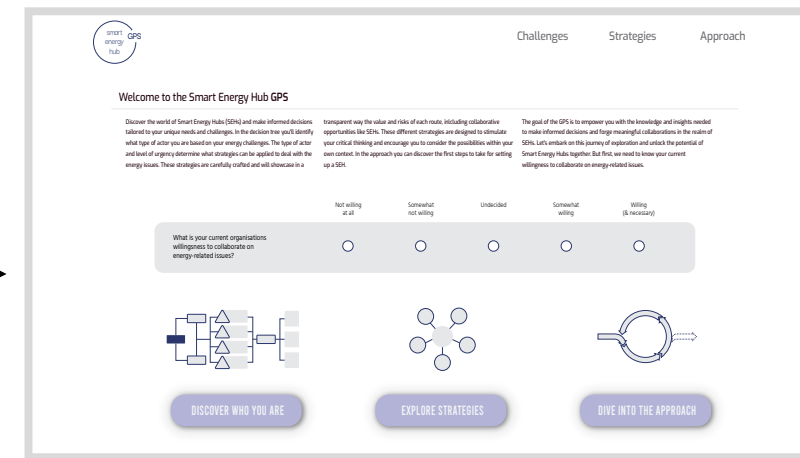 smart
energy
hub
GPS
Challenges
Strategies
Approach
Welcome to the Smart Energy Hub GPS
Discover the world of Smart Energy Hubs (SEHs) and make informed decisions
tailored to your unique needs and challenges. In the decision tree you'll identify
what type of actor you are based on your energy challenges. The type of actor
and level of urgency determine what strategies can be applied to deal with the
energy issues. These strategies are carefully crafted and will showcase in a
transparent way the value and risks of each route, inlcluding collaborative
opportunities like SEHs. These different strategies are designed to stimulate
your critical thinking and encourage you to consider the possibilities within your
own context. In the approach you can discover the first steps to take for setting
up a SEH.
The goal of the GPS is to empower you with the knowledge and insights needed
to make informed decisions and forge meaningful collaborations in the realm of
SEHs. Let's embark on this journey of exploration and unlock the potential of
Smart Energy Hubs together. But first, we need to know your current
willingness to collaborate on energy-related issues.
Not willing
at all
Somewhat
not willing
Undecided
Somewhat
willing
Willing
(& necessary)
What is your current organisations
willingsness to collaborate on
energy-related issues?
DISCOVER WHO YOU ARE
EXPLORE STRATEGIES
DIVE INTO THE APPROACH